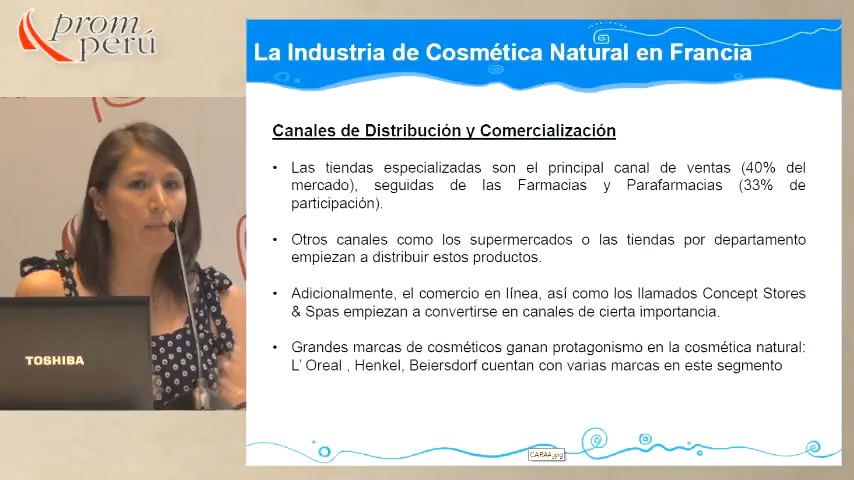 prom
perú
La Industria de Cosmética Natural en Francia
Canales de Distribución y Comercialización
• Las tiendas especializadas son el principal canal de ventas (40% del
mercado), seguidas de las Farmacias y Parafarmacias (33% de
participación).
• Otros canales como los supermercados o las tiendas por departamento
empiezan a distribuir estos productos.
• Adicionalmente, el comercio en línea, así como los llamados Concept Stores
& Spas empiezan a convertirse en canales de cierta importancia.
• Grandes marcas de cosméticos ganan protagonismo en la cosmética natural:
L' Oreal , Henkel, Beiersdorf cuentan con varias marcas en este segmento
TOSHIBA
CARA4.jpg